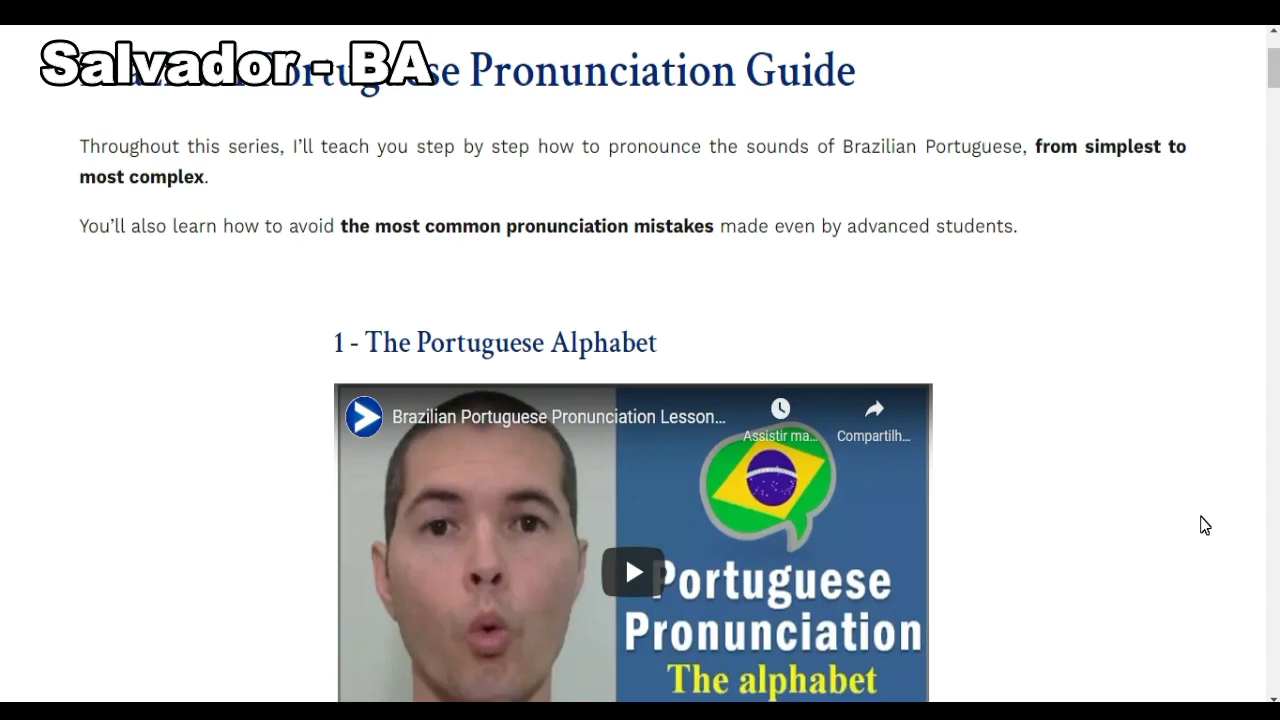 Salvador - BA
Portuguese Pronunciation Guide
Throughout this series, I’ll teach you step by step how to pronounce the sounds of Brazilian Portuguese, from simplest to
most complex.
You’ll also learn how to avoid the most common pronunciation mistakes made even by advanced students.
1 - The Portuguese Alphabet
Brazilian Portuguese Pronunciation Lesson...
Assistir ma...
Compartilh...
Portuguese
Pronunciation
The alphabet